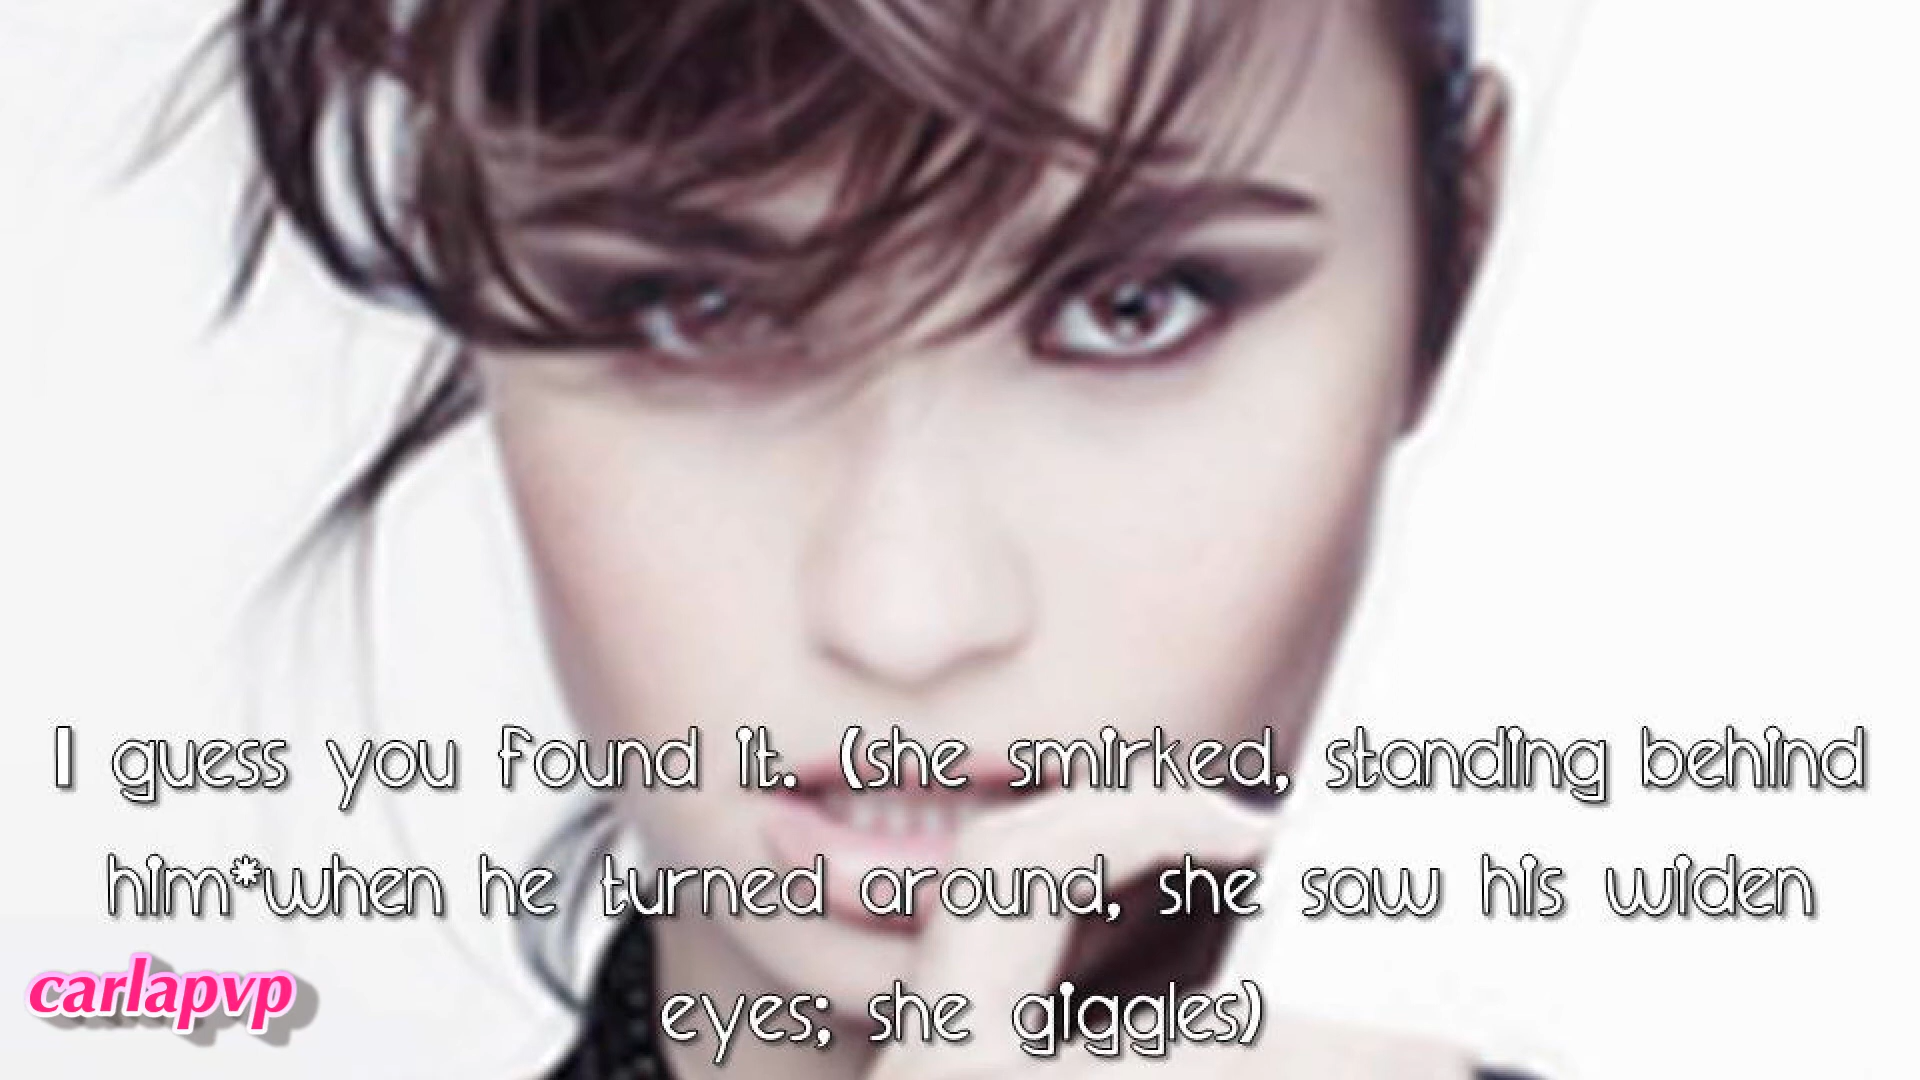 I guess you found it. (she smirked, standing behind
him*when he turned around, she saw his widen
eyes; she giggles)
carlapvp